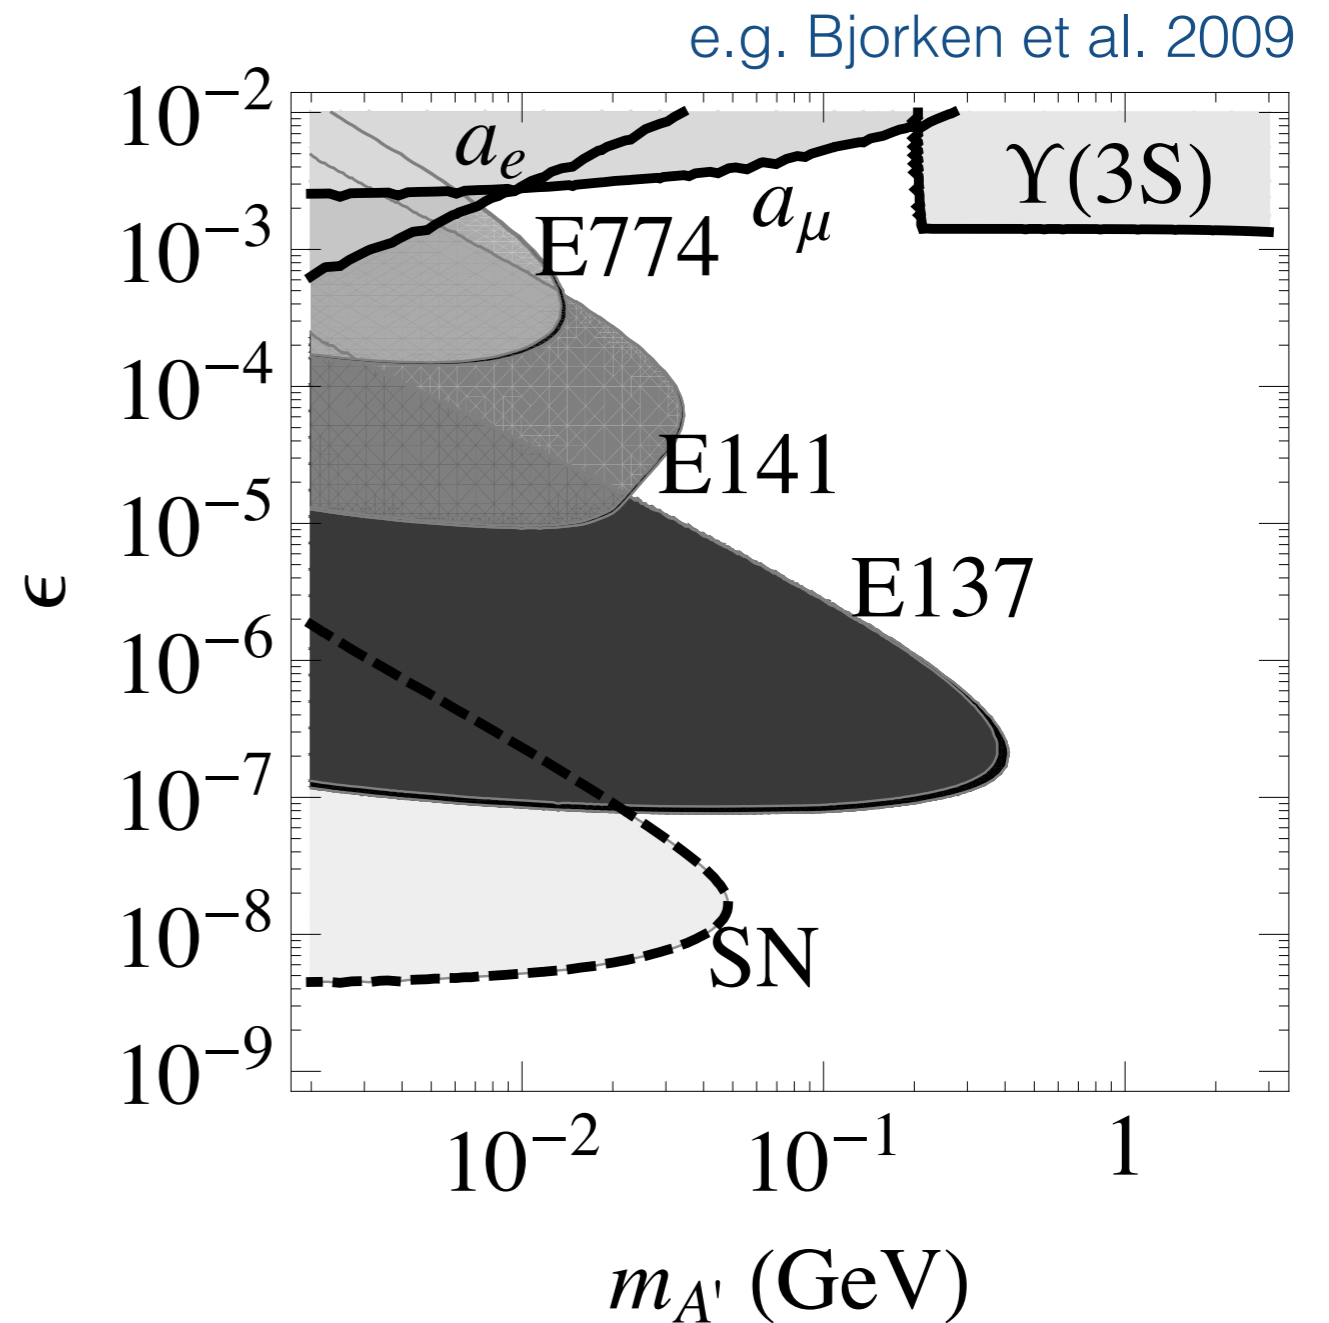 e.g. Bjorken et al. 2009
10⁻²
10⁻³
10⁻⁴
10⁻⁵
10⁻⁶
10⁻⁷
10⁻⁸
10⁻⁹
ϵ
a_e
a_μ
ϒ(3S)
E774
E141
E137
SN
10⁻² 10⁻¹ 1
m_A' (GeV)